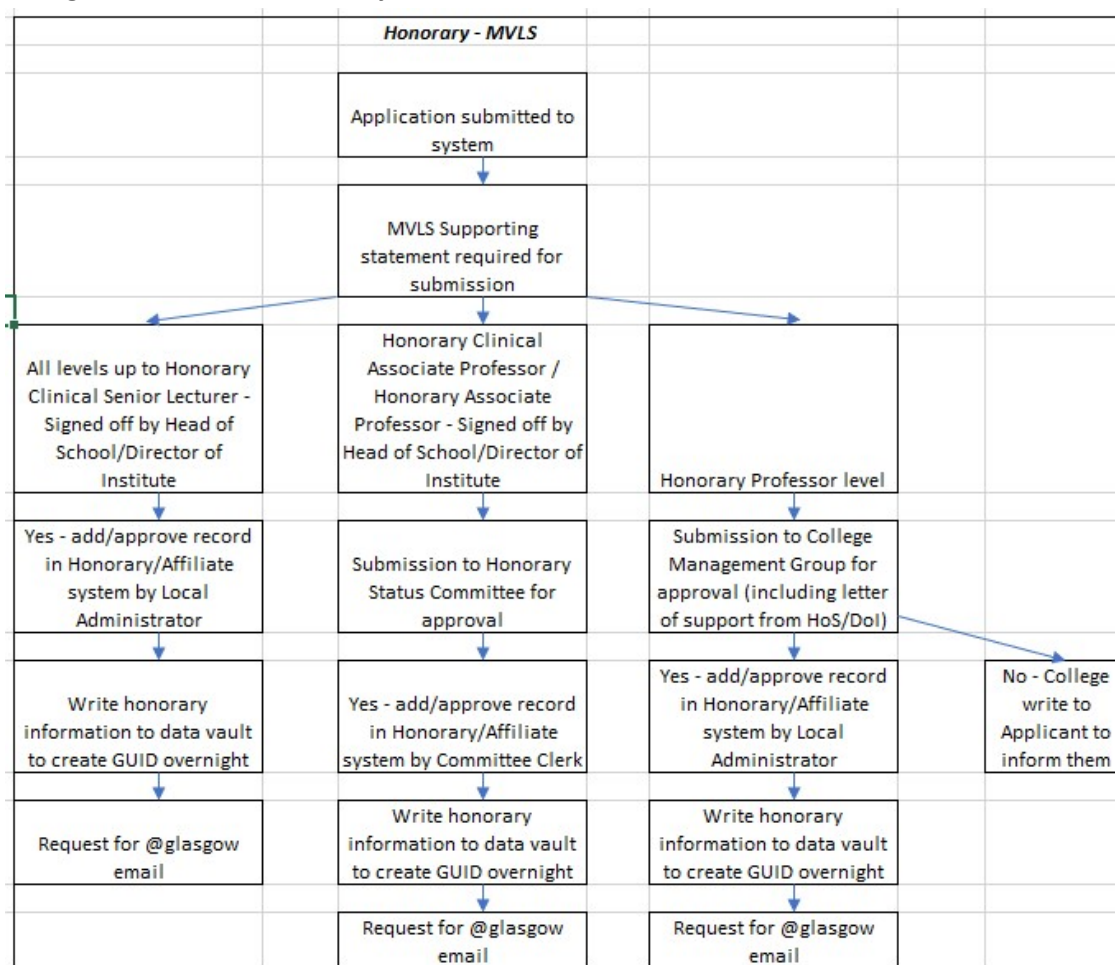 Honorary - MVLS
Application submitted to
system
MVLS Supporting
statement required for
submission
All levels up to Honorary
Clinical Senior Lecturer -
Signed off by Head of
School/Director of
Institute
Honorary Clinical
Associate Professor /
Honorary Associate
Professor - Signed off by
Head of School/Director of
Institute
Honorary Professor level
Yes - add/approve record
in Honorary/Affiliate
system by Local
Administrator
Submission to Honorary
Status Committee for
approval
Submission to College
Management Group for
approval (including letter
of support from HoS/DoI)
Write honorary
information to data vault
to create GUID overnight
Yes - add/approve record
in Honorary/Affiliate
system by Committee Clerk
Yes - add/approve record
in Honorary/Affiliate
system by Local
Administrator
No - College
write to
Applicant to
inform them
Request for @glasgow
email
Write honorary
information to data vault
to create GUID overnight
Write honorary
information to data vault
to create GUID overnight
Request for @glasgow
email
Request for @glasgow
email